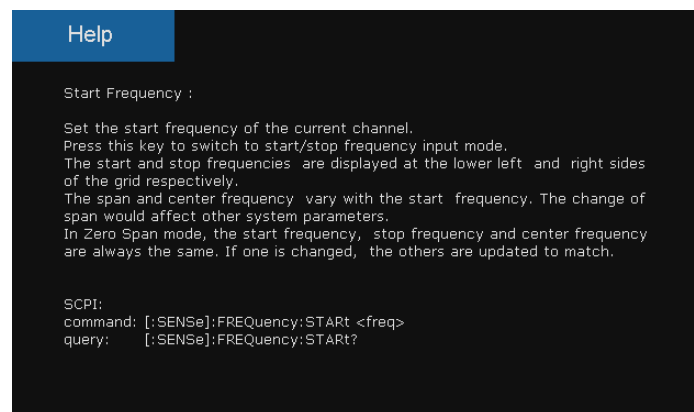 Help
Start Frequency :
Set the start frequency of the current channel.
Press this key to switch to start/stop frequency input mode.
The start and stop frequencies are displayed at the lower left and right sides
of the grid respectively.
The span and center frequency vary with the start frequency. The change of
span would affect other system parameters.
In Zero Span mode, the start frequency, stop frequency and center frequency
are always the same. If one is changed, the others are updated to match.
SCPI:
command: [:SENSe]:FREQuency:STARt <freq>
query: [:SENSe]:FREQuency:STARt?